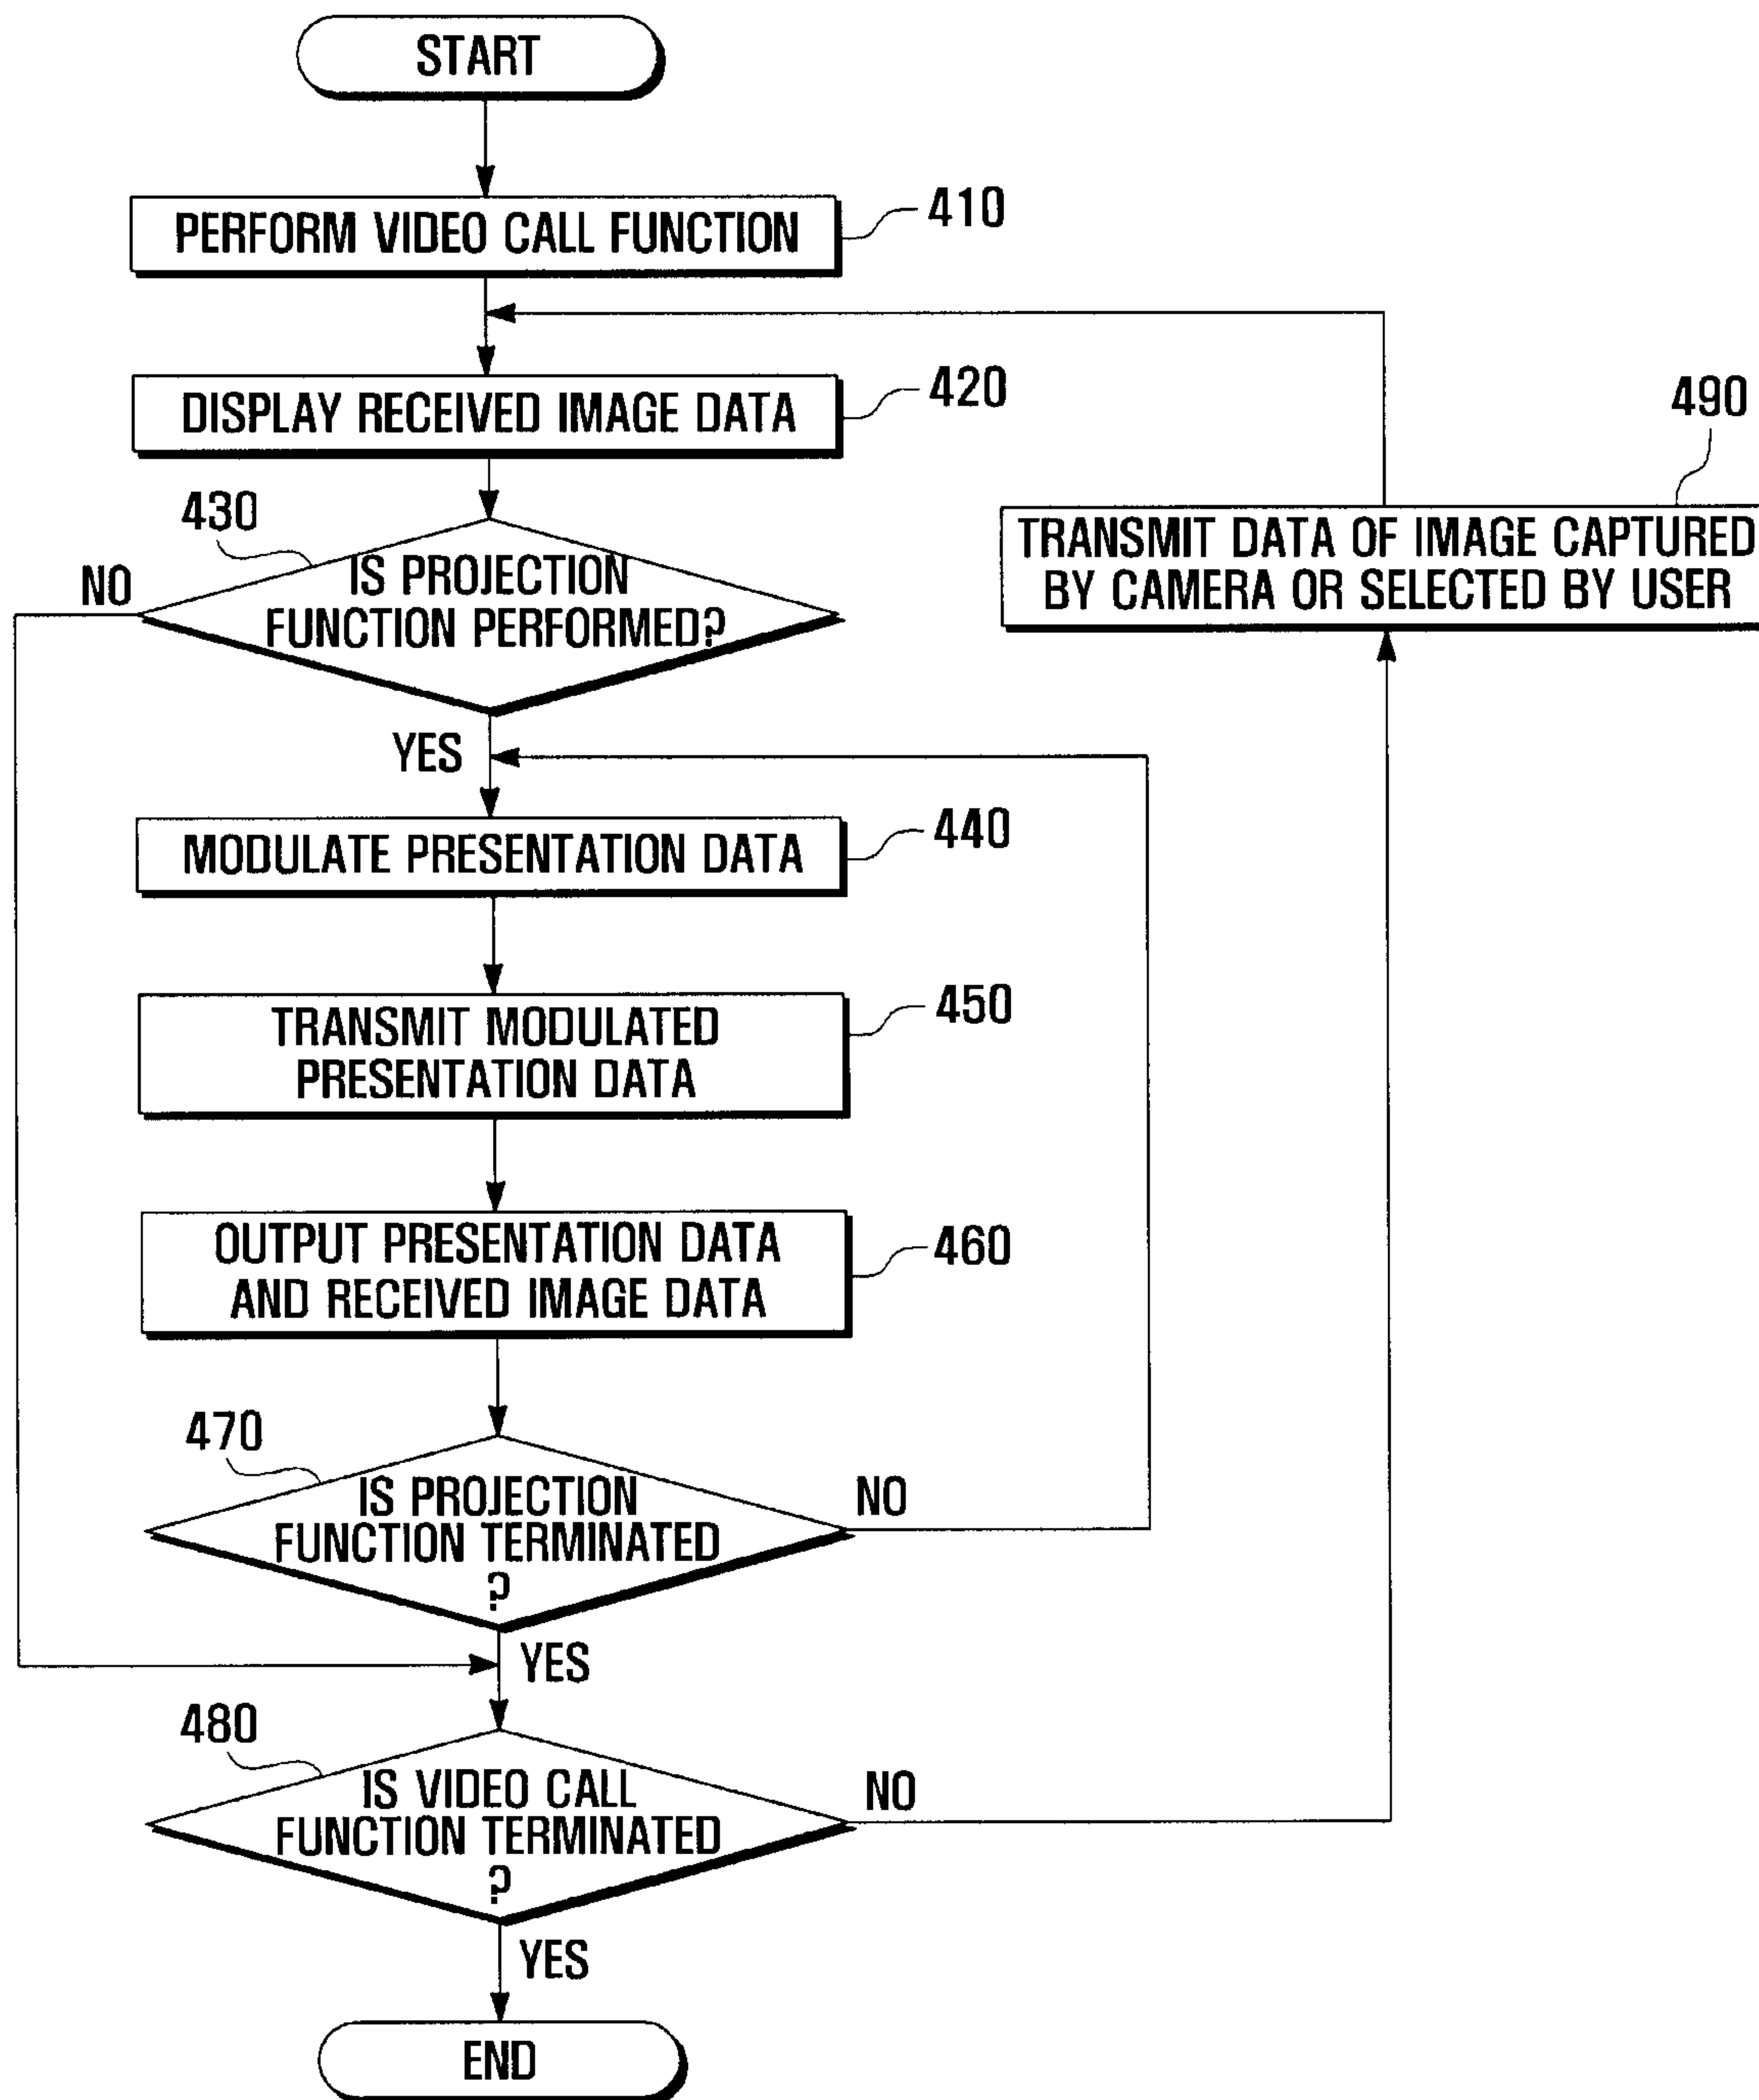 START
PERFORM VIDEO CALL FUNCTION
410
DISPLAY RECEIVED IMAGE DATA
420
490
TRANSMIT DATA OF IMAGE CAPTURED
BY CAMERA OR SELECTED BY USER
430
NO
IS PROJECTION
FUNCTION PERFORMED?
YES
MODULATE PRESENTATION DATA
440
TRANSMIT MODULATED
PRESENTATION DATA
450
OUTPUT PRESENTATION DATA
AND RECEIVED IMAGE DATA
460
470
IS PROJECTION
FUNCTION TERMINATED
?
NO
YES
480
IS VIDEO CALL
FUNCTION TERMINATED
?
NO
YES
END